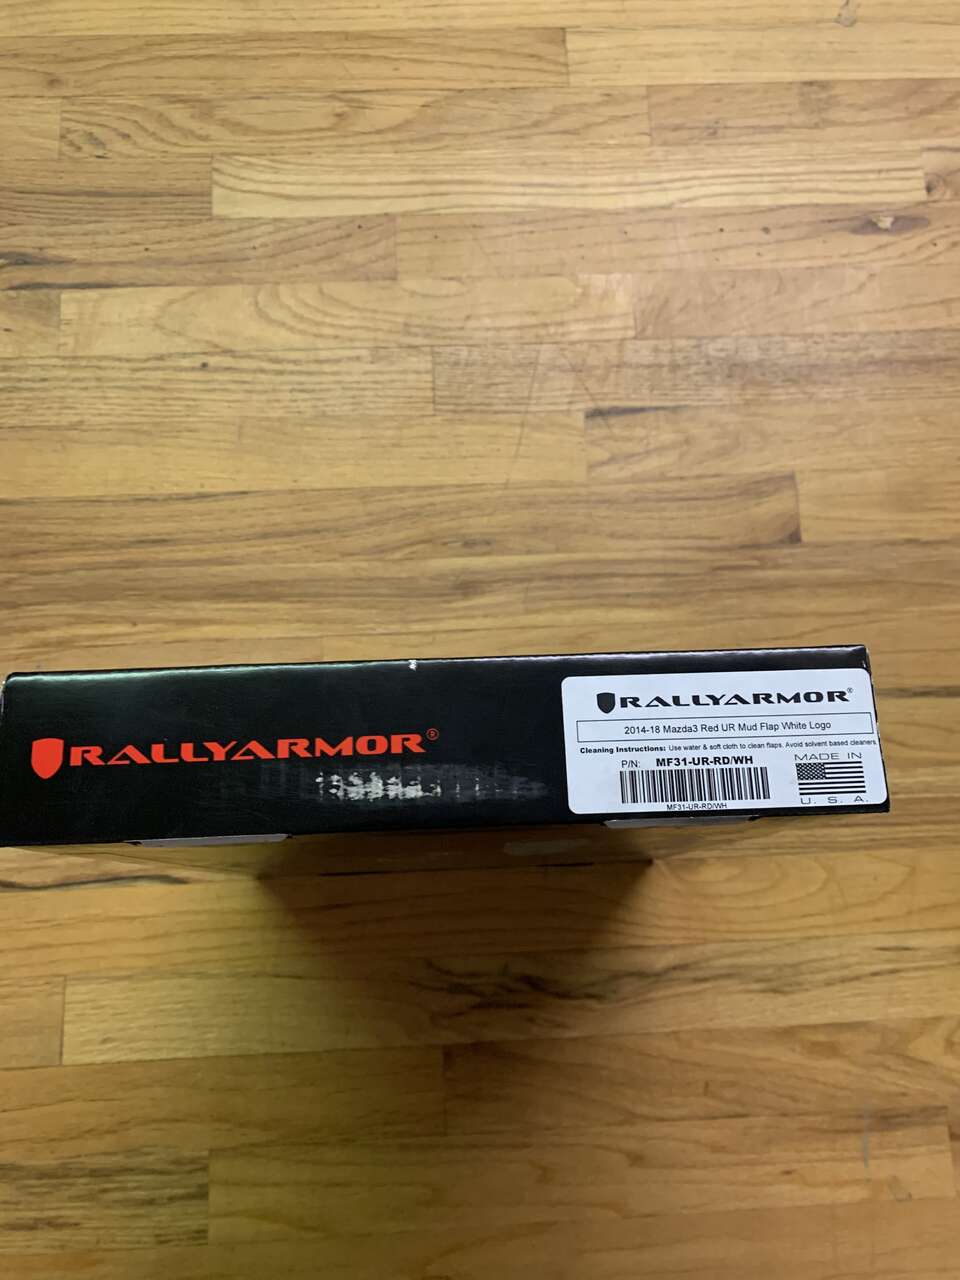 RALLYARMOR®
RALLYARMOR®
2014-18 Mazda3 Red UR Mud Flap White Logo
Cleaning Instructions: Use water & soft cloth to clean flaps. Avoid solvent based cleaners.
P/N: MF31-UR-RD/WH
MF31-UR-RD/WH
MADE IN
U. S. A.